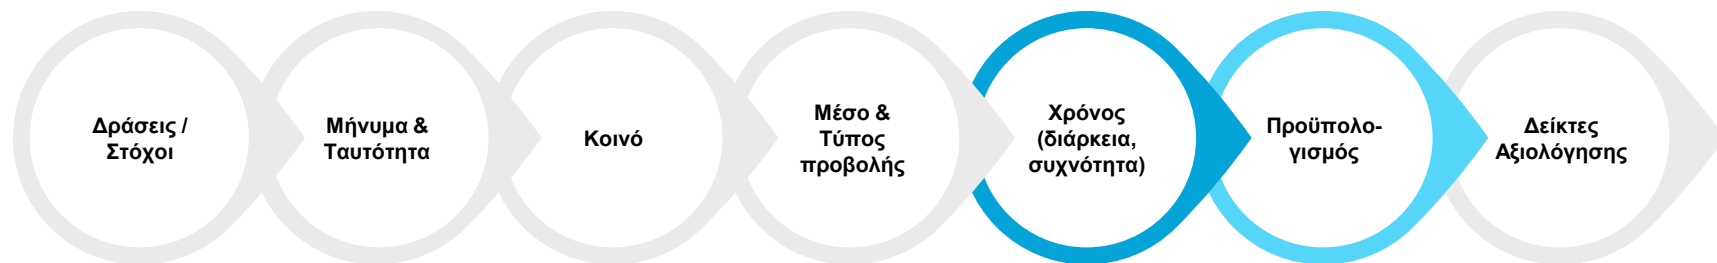 Δράσεις /
Στόχοι
Μήνυμα &
Ταυτότητα
Κοινό
Μέσο &
Τύπος
προβολής
Χρόνος
(διάρκεια,
συχνότητα)
Προϋπολο-
γισμός
Δείκτες
Αξιολόγησης